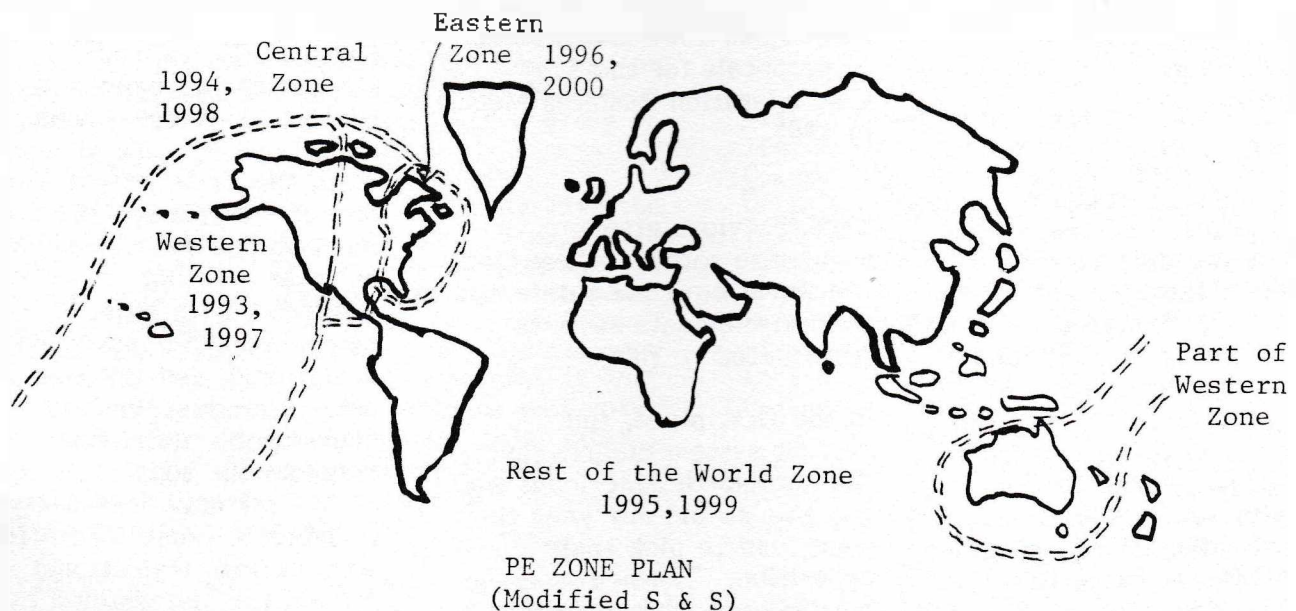 Eastern
Zone 1996,
2000
Central
Zone
1994,
1998
Western
Zone
1993,
1997
Part of
Western
Zone
Rest of the World Zone
1995,1999
PE ZONE PLAN
(Modified S & S)